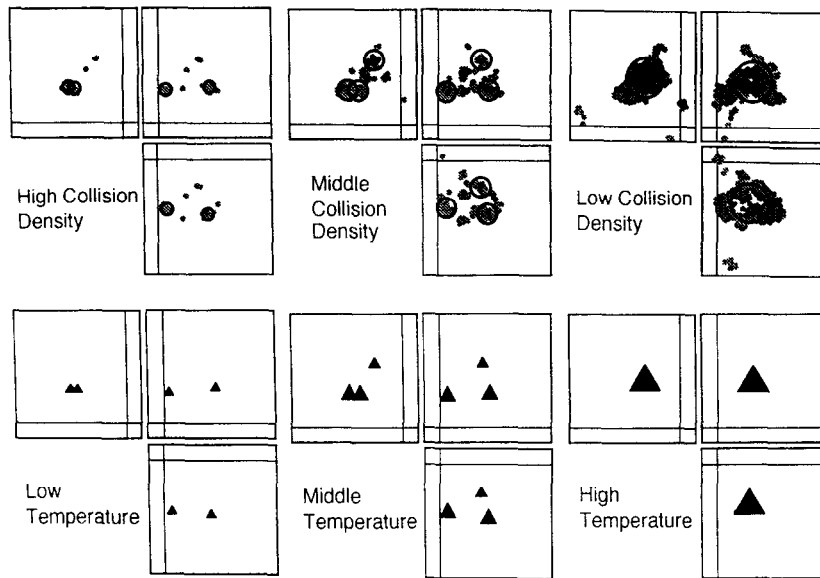 High Collision
Density
Middle
Collision
Density
Low Collision
Density
Low
Temperature
Middle
Temperature
High
Temperature